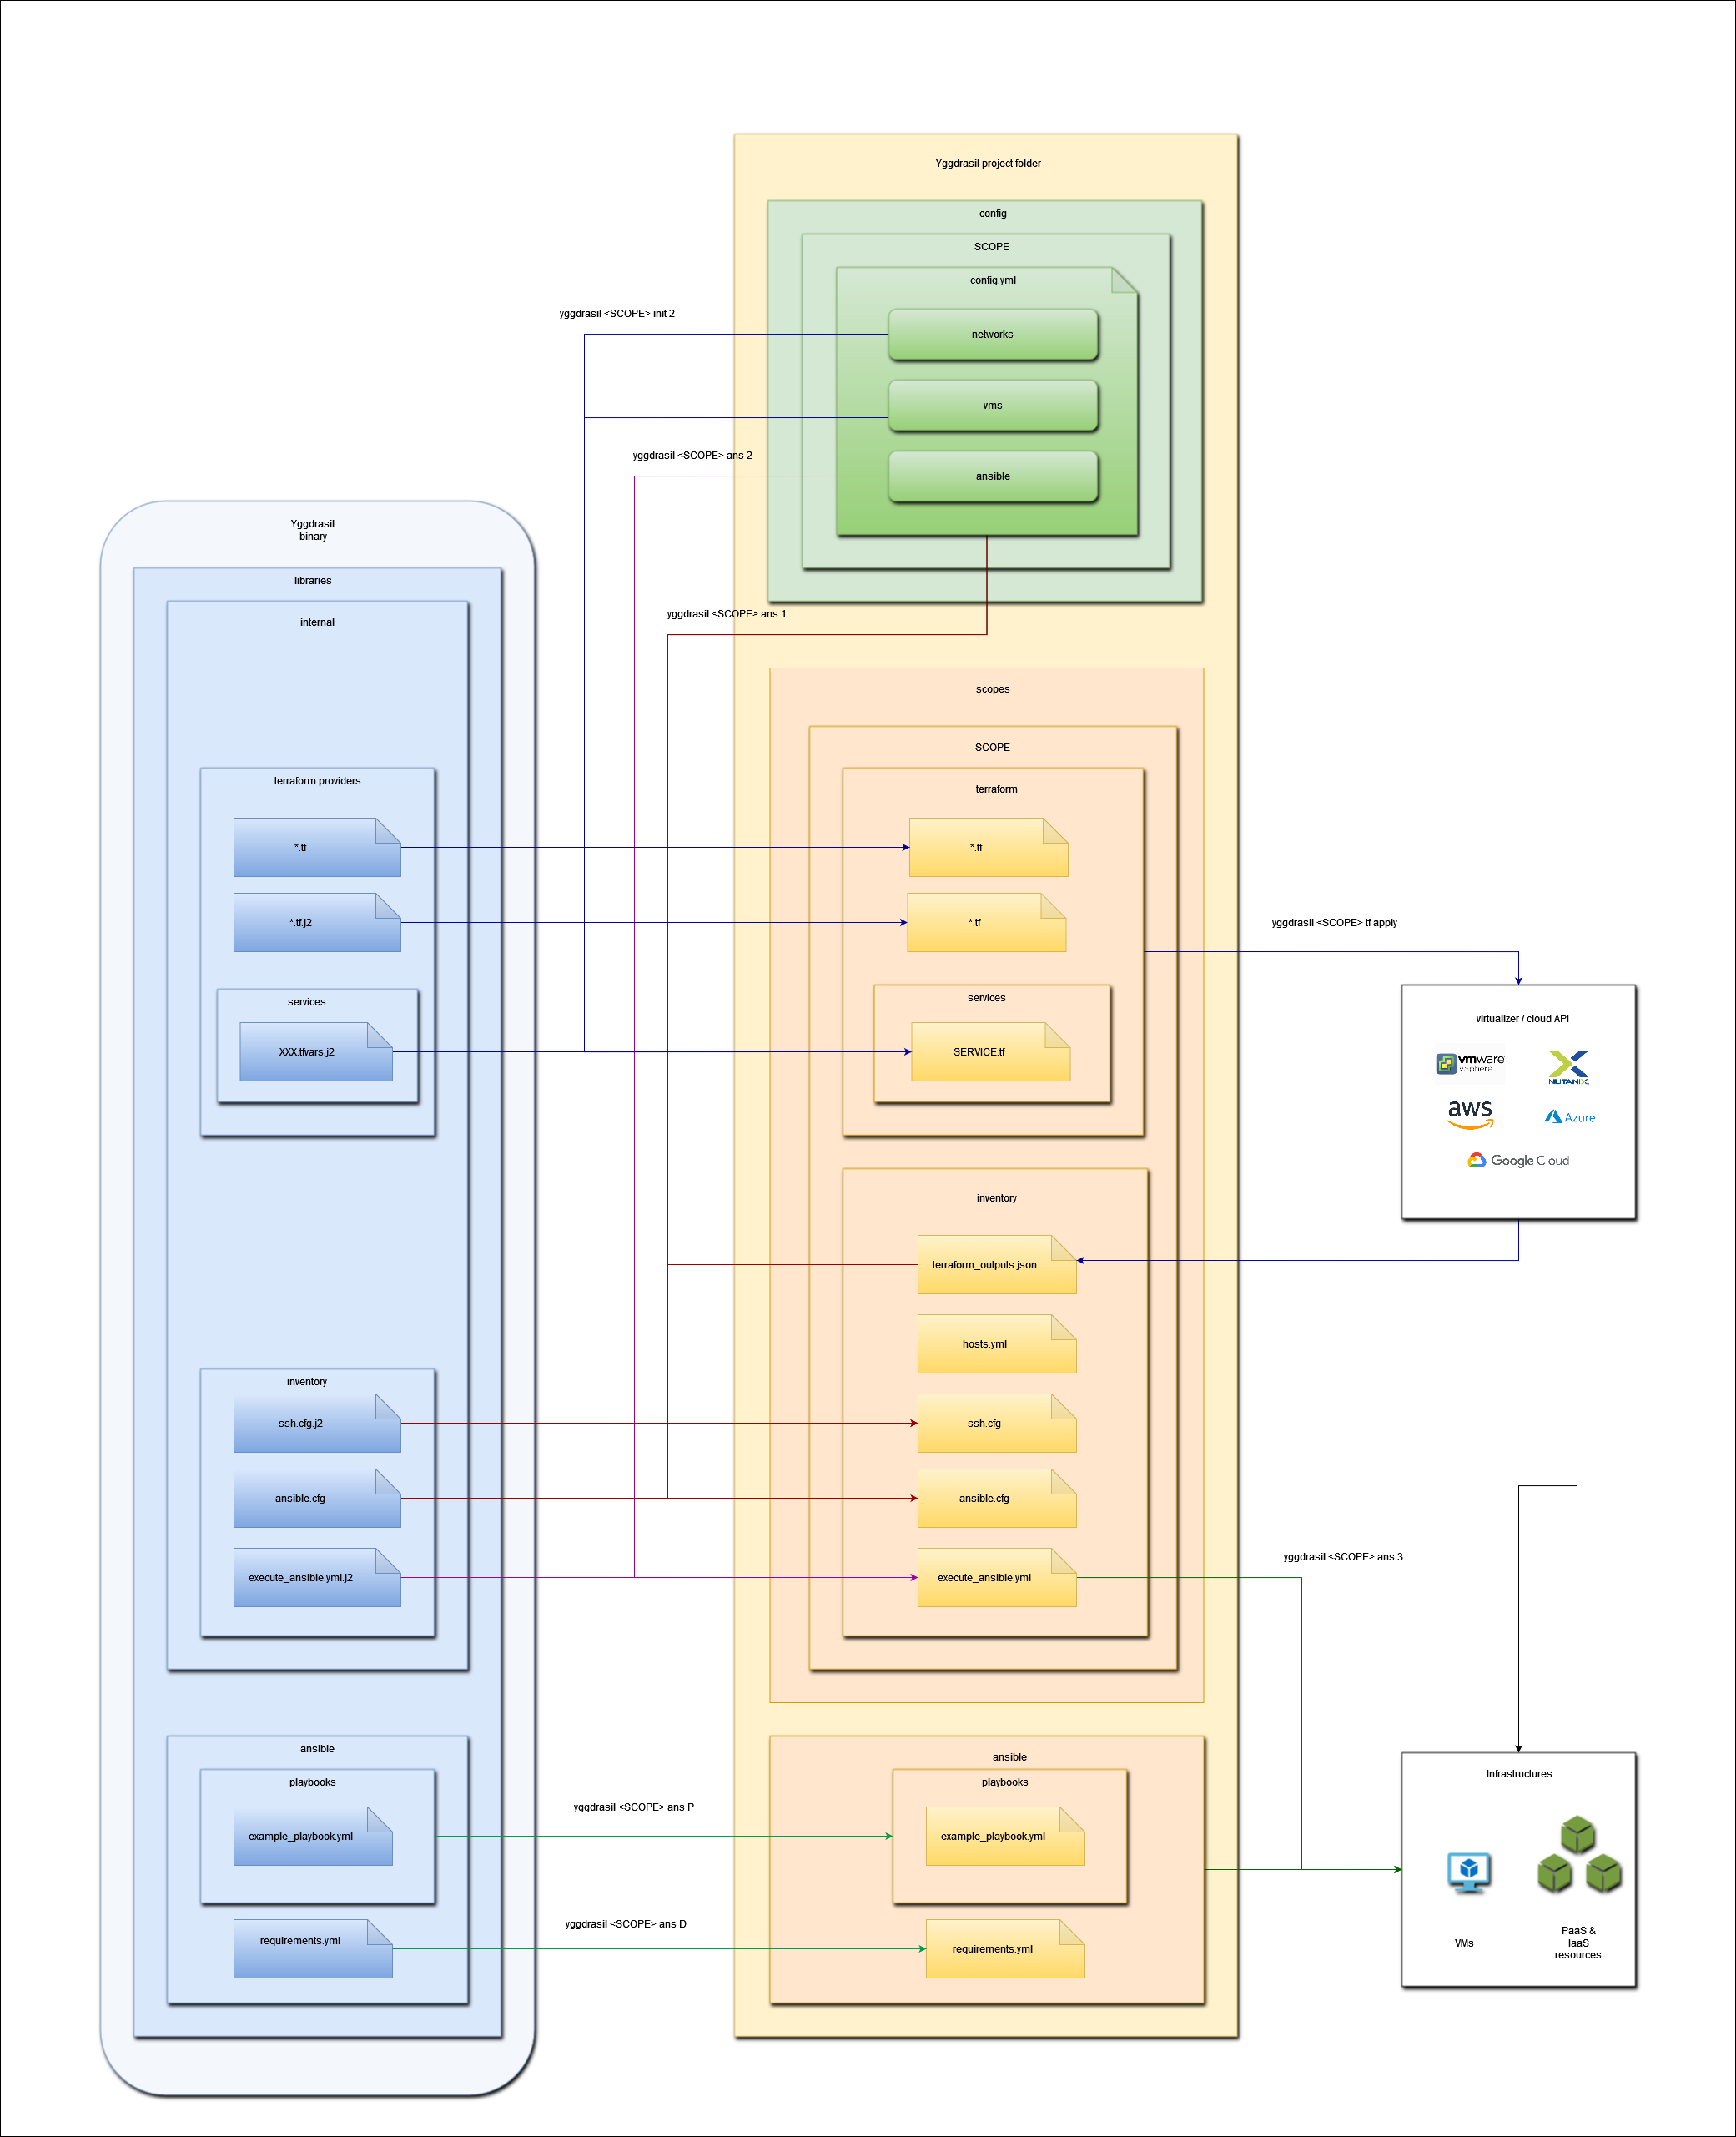 Yggdrasil project folder
config
SCOPE
config.yml
yggdrasil <SCOPE> init 2
networks
vms
yggdrasil <SCOPE> ans 2
ansible
Yggdrasil
binary
libraries
internal
yggdrasil <SCOPE> ans 1
scopes
SCOPE
terraform providers
terraform
*.tf
*.tf
*.tf.j2
*.tf
yggdrasil <SCOPE> tf apply
services
services
XXX.tfvars.j2
SERVICE.tf
virtualizer / cloud API
vmware
vSphere
NUTANIX
aws
Azure
Google Cloud
inventory
terraform_outputs.json
hosts.yml
inventory
ssh.cfg.j2
ssh.cfg
ansible.cfg
ansible.cfg
yggdrasil <SCOPE> ans 3
execute_ansible.yml.j2
execute_ansible.yml
ansible
ansible
playbooks
playbooks
Infrastructures
yggdrasil <SCOPE> ans P
example_playbook.yml
example_playbook.yml
yggdrasil <SCOPE> ans D
requirements.yml
requirements.yml
VMs
PaaS &
IaaS
resources